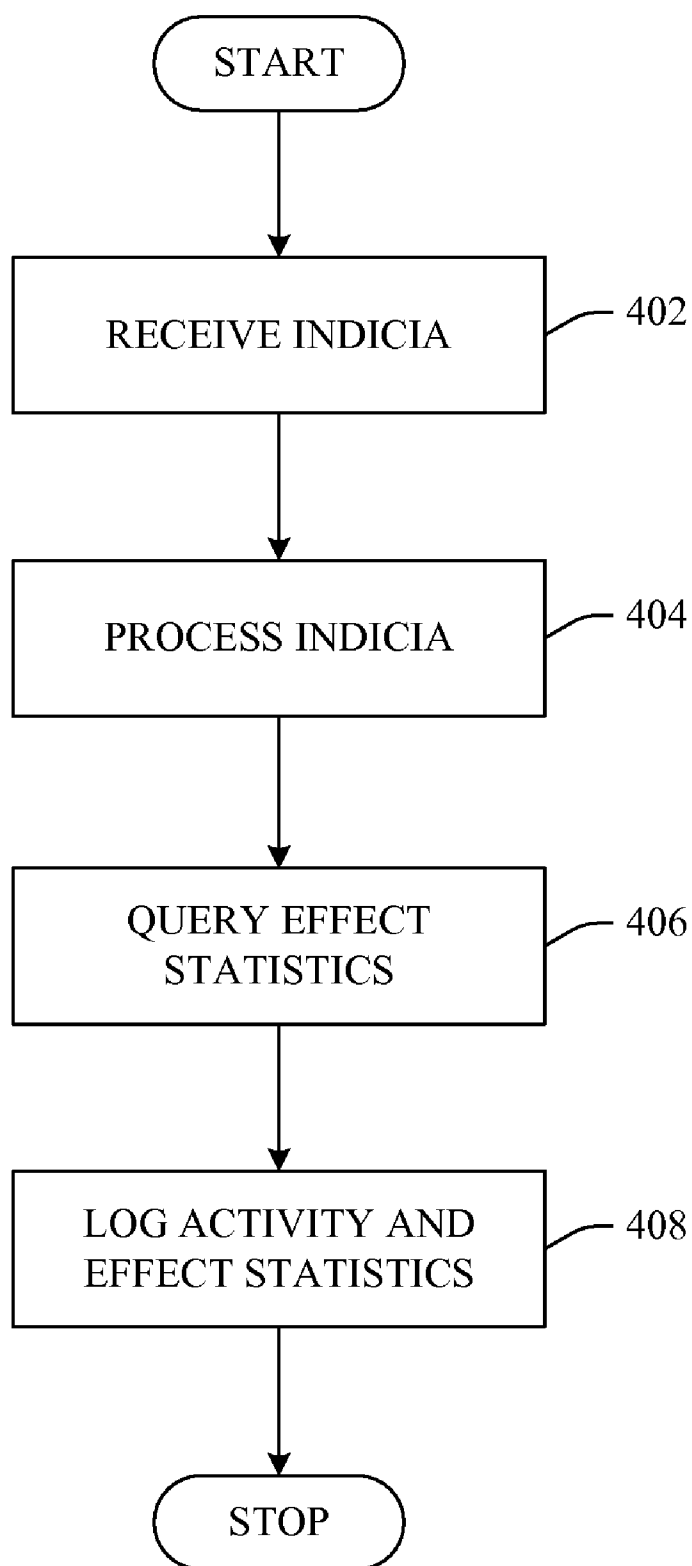 START
RECEIVE INDICIA
402
PROCESS INDICIA
404
QUERY EFFECT
STATISTICS
406
LOG ACTIVITY AND
EFFECT STATISTICS
408
STOP